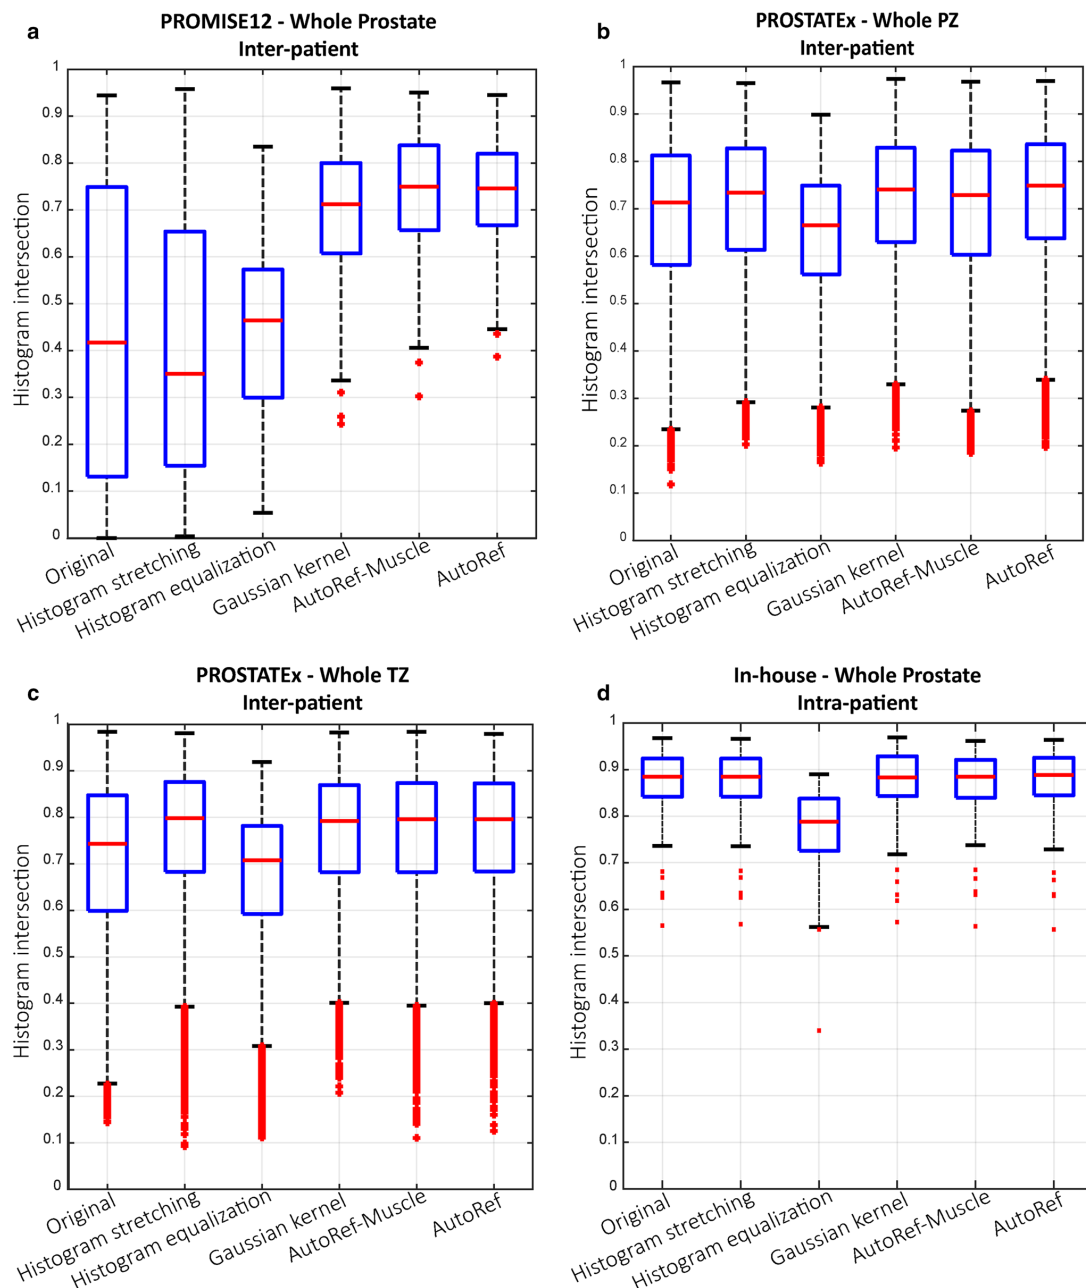 a
PROMISE12 - Whole Prostate
Inter-patient
Histogram intersection
1
0.9
0.8
0.7
0.6
0.5
0.4
0.3
0.2
0.1
0
Original
Histogram stretching
Histogram equalization
Gaussian kernel
AutoRef-Muscle
AutoRef
b
PROSTATEx - Whole PZ
Inter-patient
Histogram intersection
1
0.9
0.8
0.7
0.6
0.5
0.4
0.3
0.2
0.1
0
Original
Histogram stretching
Histogram equalization
Gaussian kernel
AutoRef-Muscle
AutoRef
c
PROSTATEx - Whole TZ
Inter-patient
Histogram intersection
1
0.9
0.8
0.7
0.6
0.5
0.4
0.3
0.2
0.1
0
Original
Histogram stretching
Histogram equalization
Gaussian kernel
AutoRef-Muscle
AutoRef
d
In-house - Whole Prostate
Intra-patient
Histogram intersection
1
0.9
0.8
0.7
0.6
0.5
0.4
0.3
0.2
0.1
0
Original
Histogram stretching
Histogram equalization
Gaussian kernel
AutoRef-Muscle
AutoRef